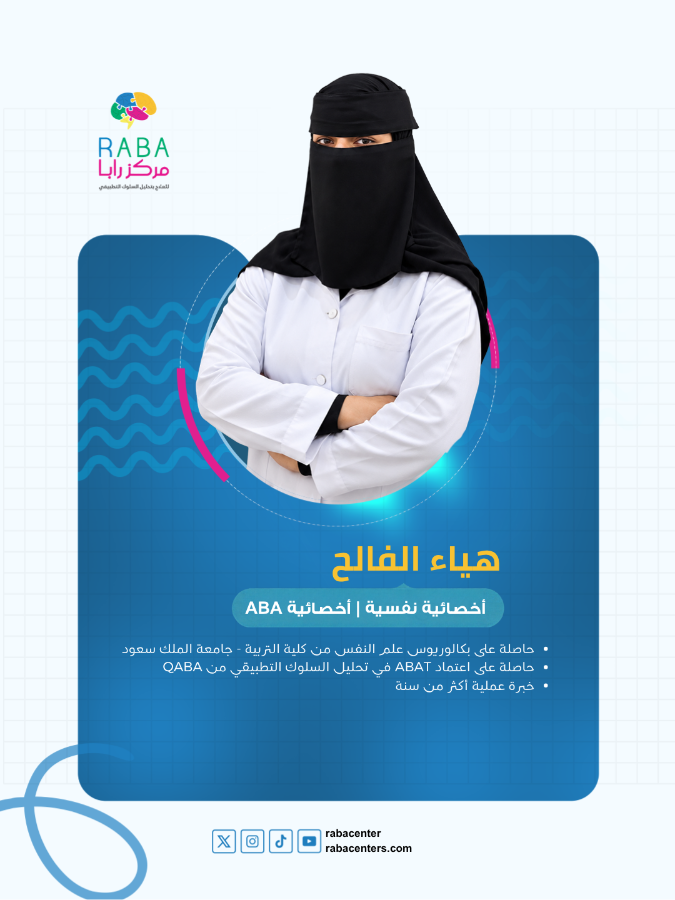 RABA
مركز رابا
للعلاج بتحليل السلوك التطبيقي
هياء الفالح
أخصائية نفسية | أخصائية ABA
• حاصلة على بكالوريوس علم النفس من كلية التربية - جامعة الملك سعود
• حاصلة على اعتماد ABAT في تحليل السلوك التطبيقي من QABA
• خبرة عملية أكثر من سنة
rabacenter
rabacenters.com